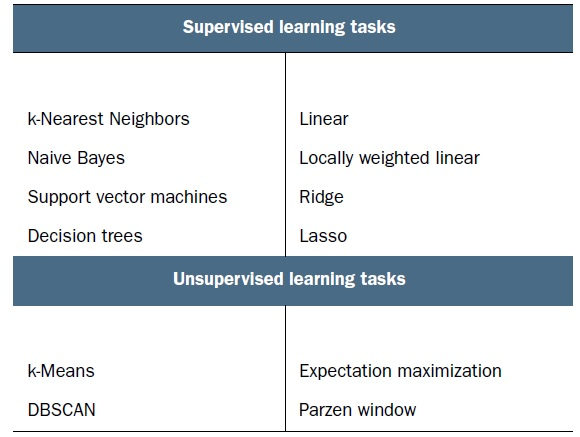 Supervised learning tasks
k-Nearest Neighbors Linear
Naive Bayes Locally weighted linear
Support vector machines Ridge
Decision trees Lasso
Unsupervised learning tasks
k-Means Expectation maximization
DBSCAN Parzen window